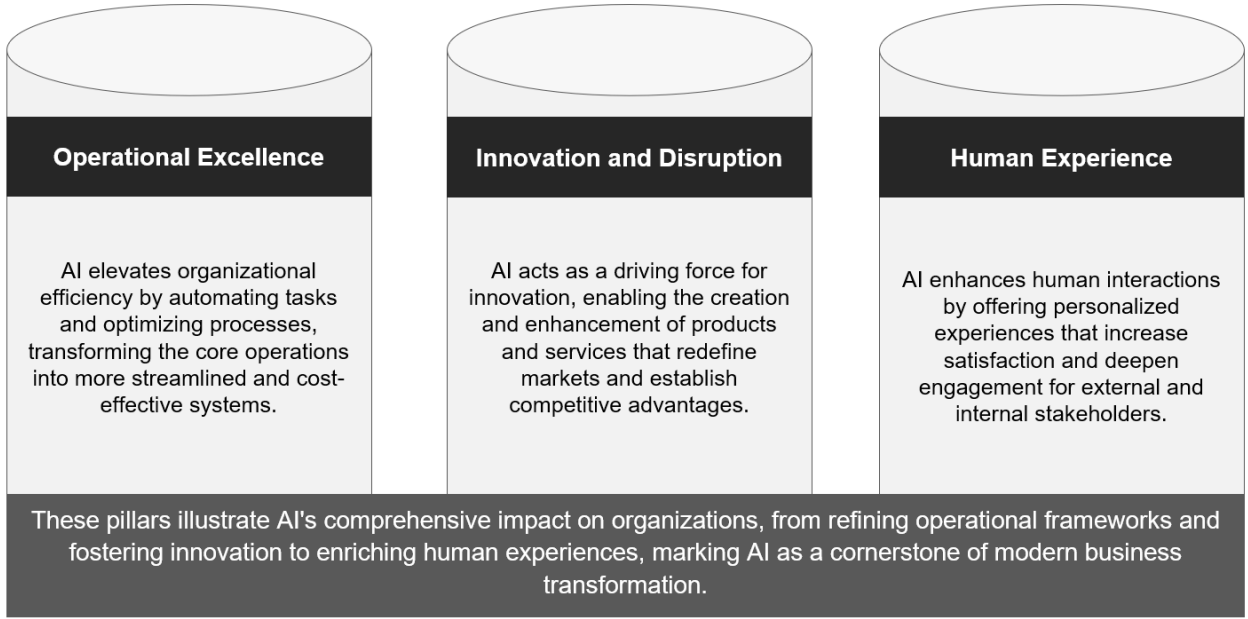 Operational Excellence
AI elevates organizational
efficiency by automating tasks
and optimizing processes,
transforming the core operations
into more streamlined and cost-
effective systems.
Innovation and Disruption
AI acts as a driving force for
innovation, enabling the creation
and enhancement of products
and services that redefine
markets and establish
competitive advantages.
Human Experience
AI enhances human interactions
by offering personalized
experiences that increase
satisfaction and deepen
engagement for external and
internal stakeholders.
These pillars illustrate AI's comprehensive impact on organizations, from refining operational frameworks and
fostering innovation to enriching human experiences, marking AI as a cornerstone of modern business
transformation.